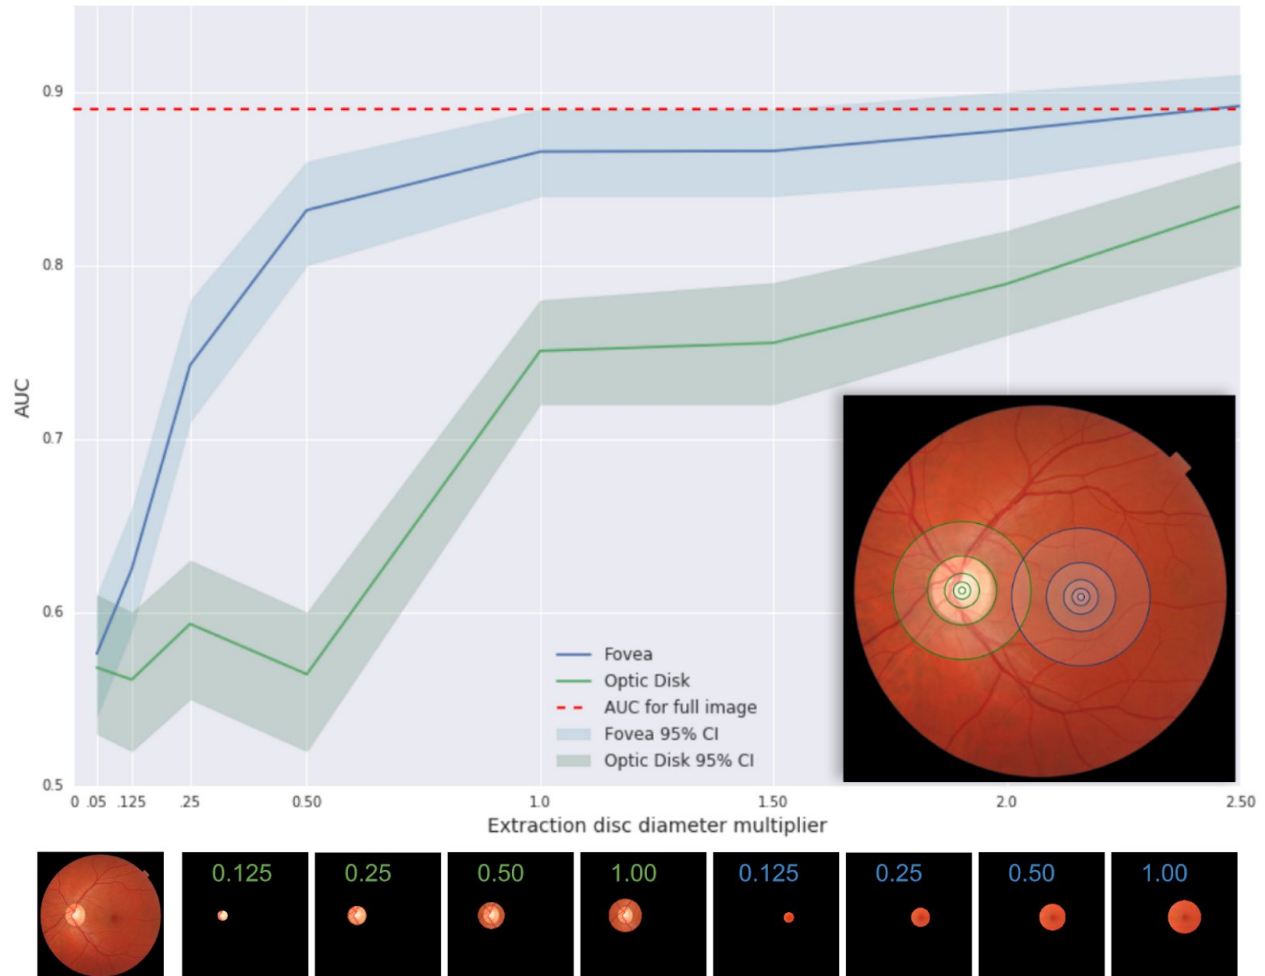 0.9
0.8
0.7
0.6
0.5
AUC
Fovea
Optic Disk
AUC for full image
Fovea 95% CI
Optic Disk 95% CI
0 .05 .125 .25 0.50 1.0 1.50 2.0 2.50
Extraction disc diameter multiplier
0.125 0.25 0.50 1.00 0.125 0.25 0.50 1.00